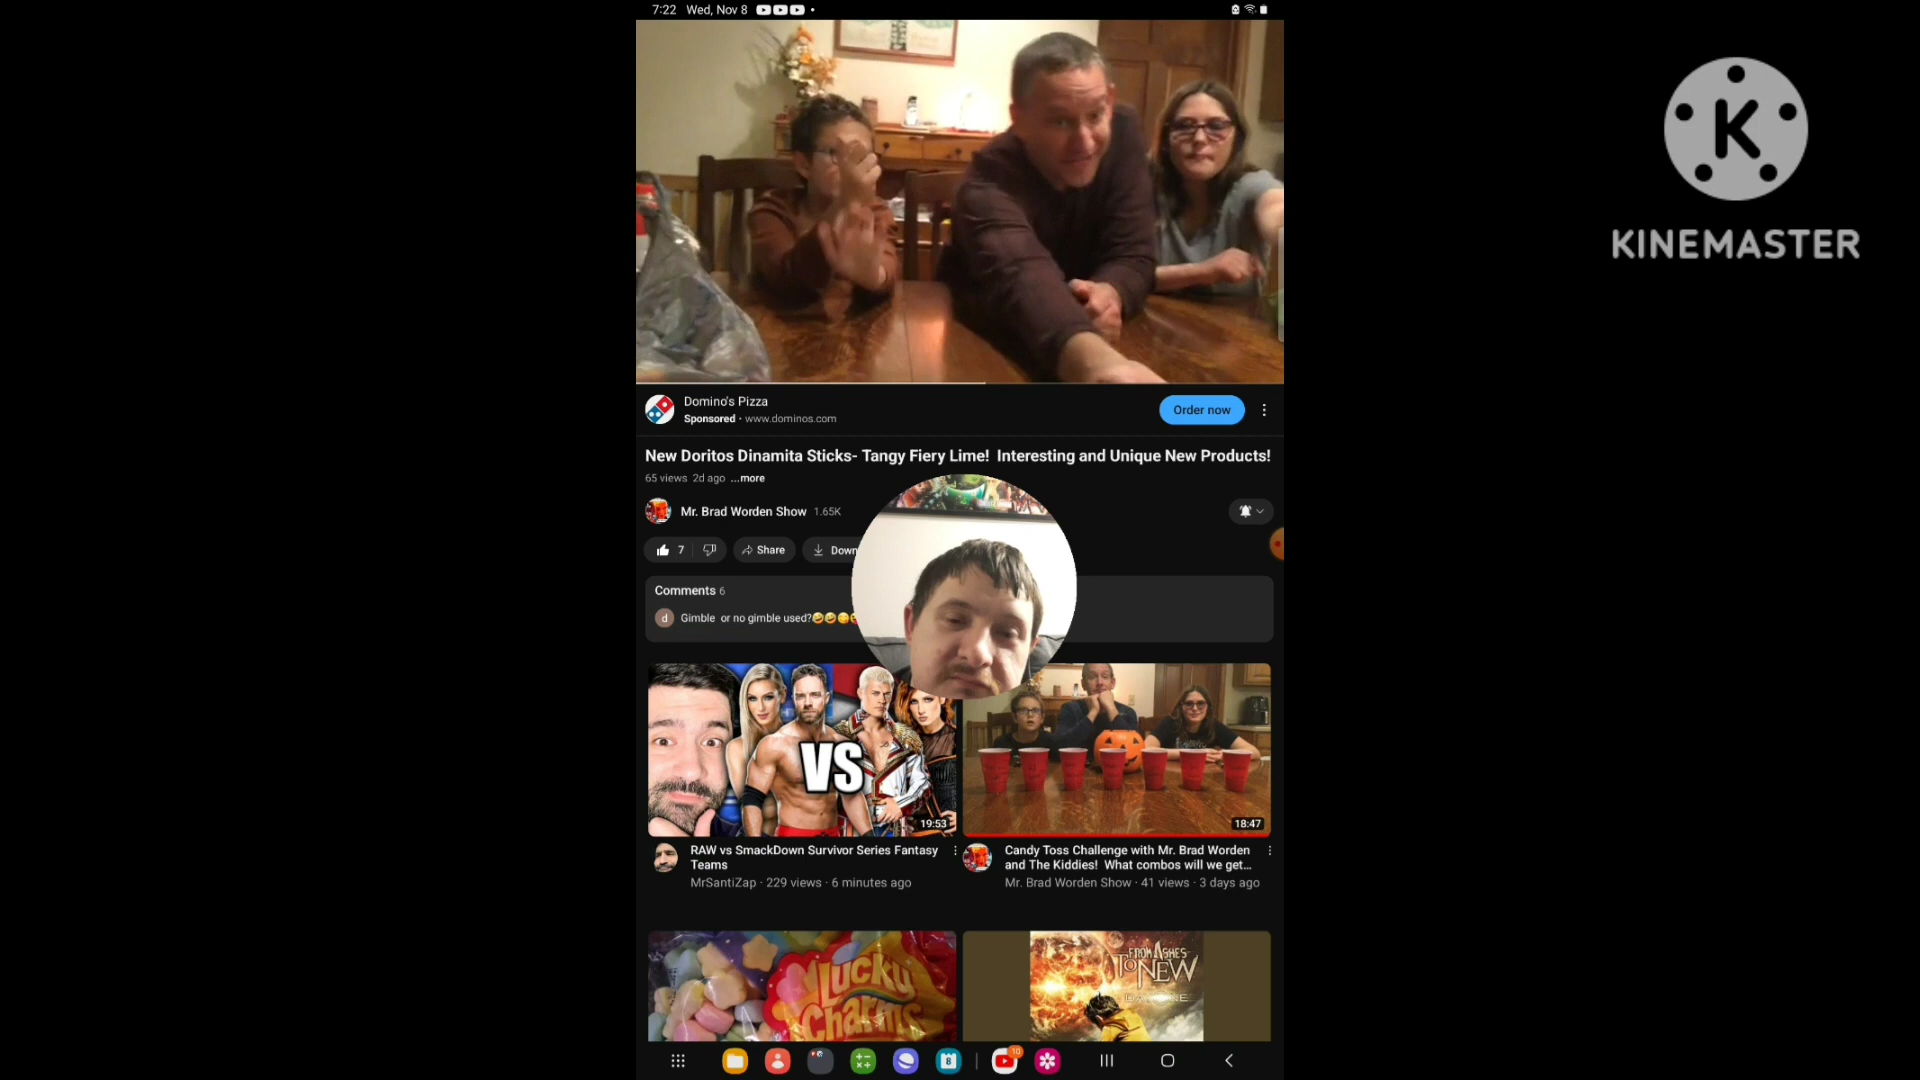 7:22 Wed, Nov 8
K
KINEMASTER
Domino's Pizza
Sponsored · www.dominos.com
Order now
New Doritos Dinamita Sticks- Tangy Fiery Lime! Interesting and Unique New Products!
65 views 2d ago ...more
Mr. Brad Worden Show 1.65K
7
Share
Down
Comments 6
d
Gimble or no gimble used?🤣🤣😋
VS
19:53
18:47
RAW vs SmackDown Survivor Series Fantasy
Teams
MrSantiZap · 229 views · 6 minutes ago
Candy Toss Challenge with Mr. Brad Worden
and The Kiddies! What combos will we get...
Mr. Brad Worden Show · 41 views · 3 days ago
Lucky
Charms
FROM ASHES
TO NEW
DAY ONE
8
10